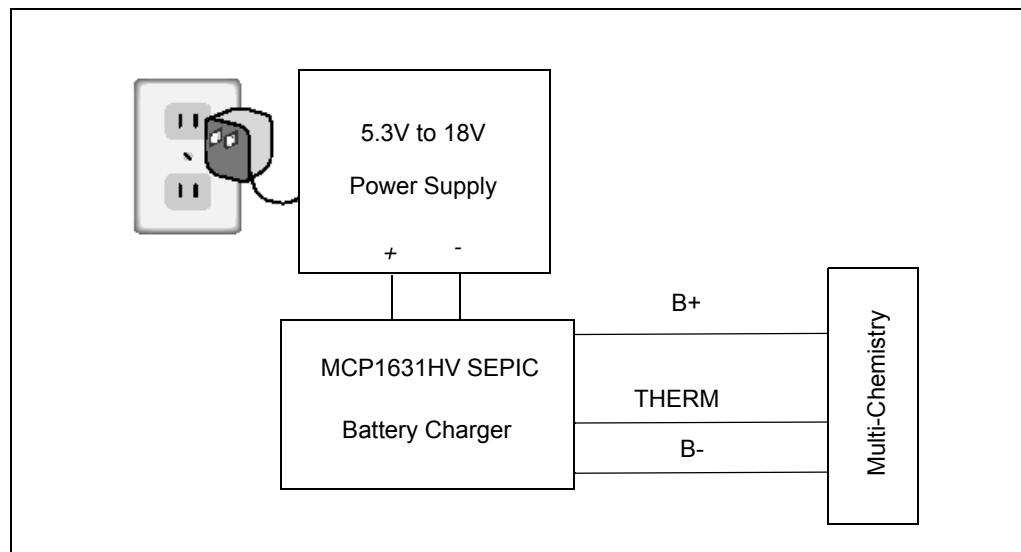 5.3V to 18V
Power Supply
+ -
B+
MCP1631HV SEPIC
Battery Charger
THERM
B-
Multi-Chemistry